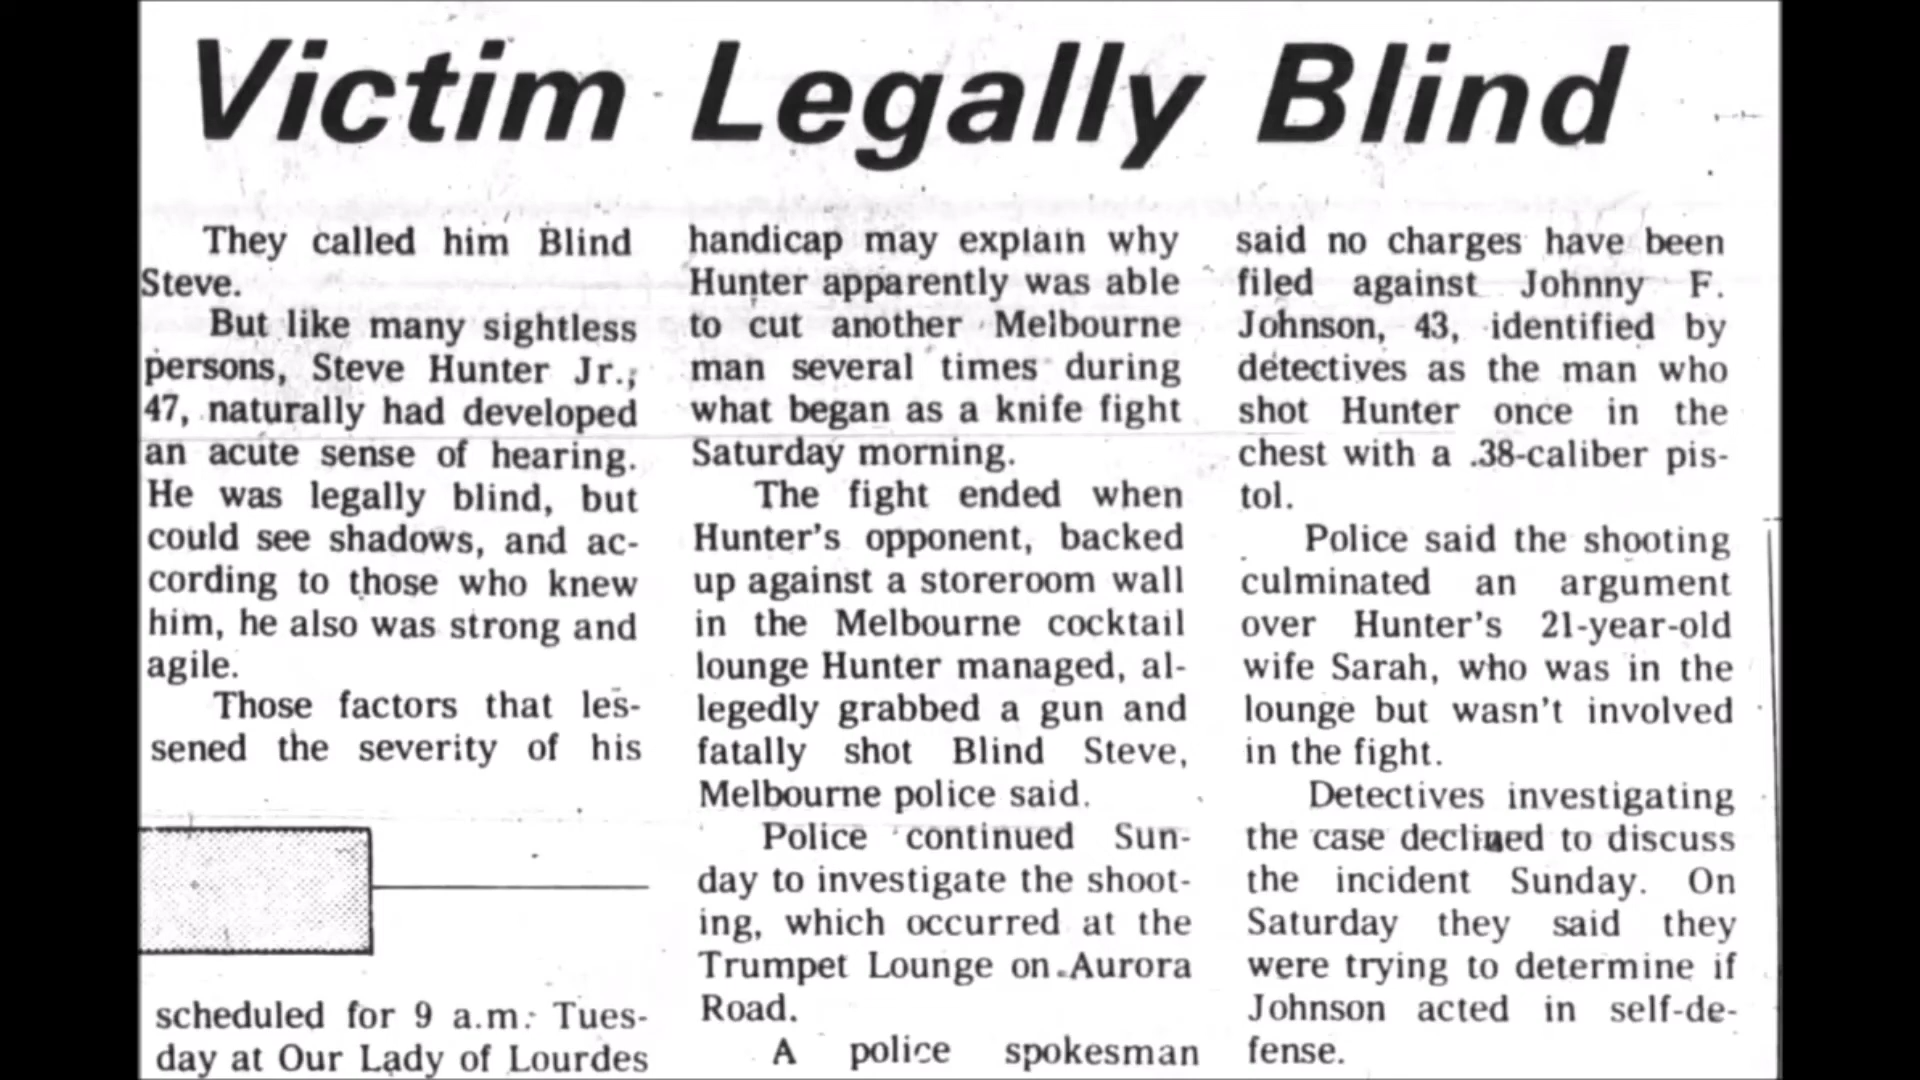 Victim Legally Blind
They called him Blind
Steve.
But like many sightless
persons, Steve Hunter Jr.,
47, naturally had developed
an acute sense of hearing.
He was legally blind, but
could see shadows, and ac-
cording to those who knew
him, he also was strong and
agile.
Those factors that les-
sened the severity of his
handicap may explain why
Hunter apparently was able
to cut another Melbourne
man several times during
what began as a knife fight
Saturday morning.
The fight ended when
Hunter's opponent, backed
up against a storeroom wall
in the Melbourne cocktail
lounge Hunter managed, al-
legedly grabbed a gun and
fatally shot Blind Steve,
Melbourne police said.
Police continued Sun-
day to investigate the shoot-
ing, which occurred at the
Trumpet Lounge on Aurora
Road.
A police spokesman
said no charges have been
filed against Johnny F.
Johnson, 43, identified by
detectives as the man who
shot Hunter once in the
chest with a .38-caliber pis-
tol.
Police said the shooting
culminated an argument
over Hunter's 21-year-old
wife Sarah, who was in the
lounge but wasn't involved
in the fight.
Detectives investigating
the case declined to discuss
the incident Sunday. On
Saturday they said they
were trying to determine if
Johnson acted in self-de-
fense.
scheduled for 9 a.m. Tues-
day at Our Lady of Lourdes